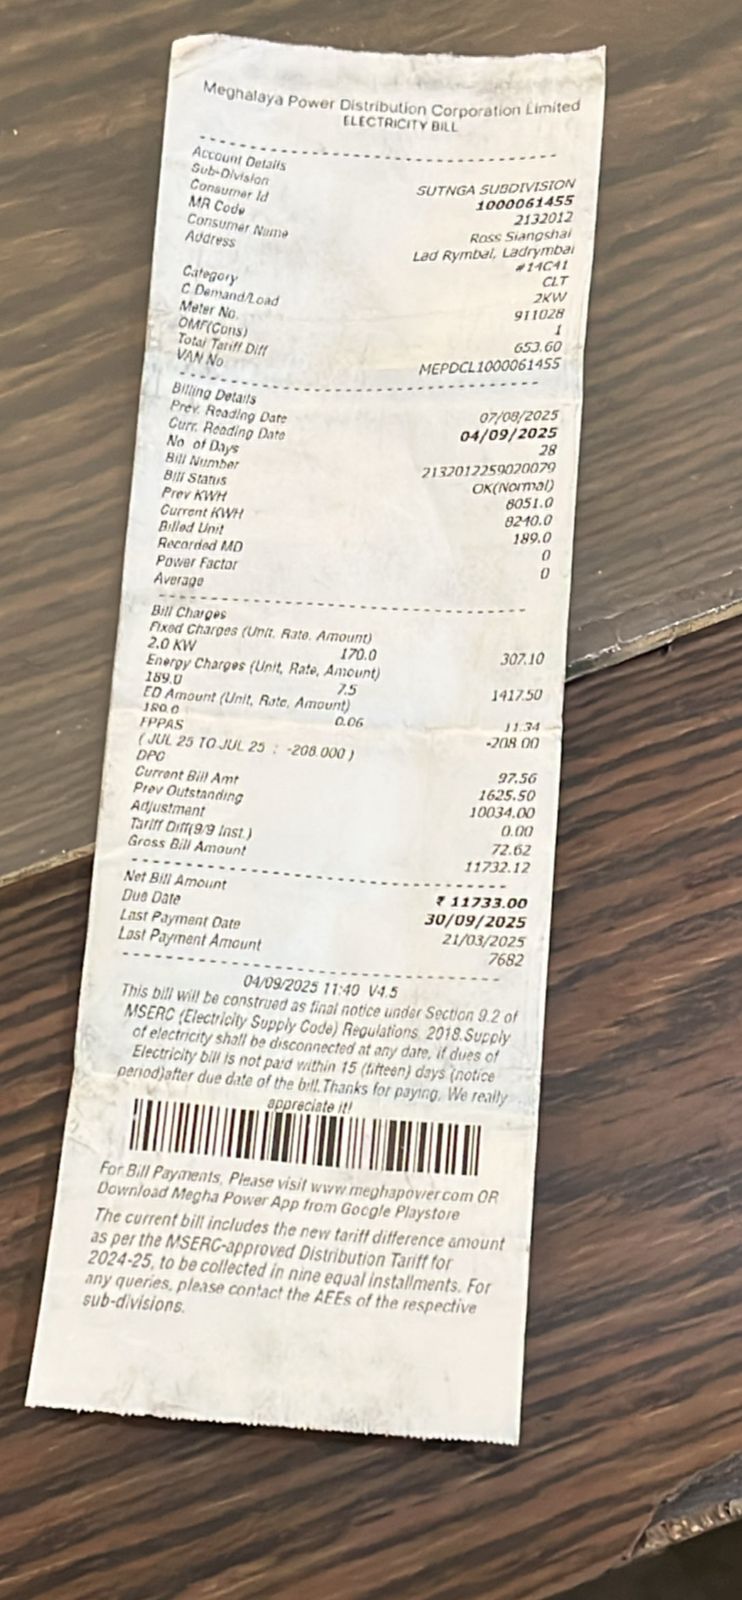 Meghalaya Power Distribution Corporation Limited
ELECTRICITY BILL
Account Details
Sub-Division SUTNGA SUBDIVISION
Consumer Id 1000061455
MR Code 2132012
Consumer Name Ross Siangshai
Address Lad Rymbai, Ladrymbai
#14C41
Category CLT
C Demand/Load 2KW
Meter No. 911028
OMF(Cons) 1
Total Tariff Diff 653.60
VAN No MEPDCL1000061455
Billing Details
Prev. Reading Date 07/08/2025
Curr. Reading Date 04/09/2025
No of Days 28
Bill Number 2132012259020079
Bill Status OK(Normal)
Prev KWH 8051.0
Current KWH 8240.0
Billed Unit 189.0
Recorded MD 0
Power Factor 0
Average
Bill Charges
Fixed Charges (Unit, Rate, Amount)
2.0 KW 170.0 307.10
Energy Charges (Unit, Rate, Amount)
189.0 7.5 1417.50
ED Amount (Unit, Rate, Amount)
189.0 0.06 11.34
FPPAS -208.00
( JUL 25 TO JUL 25 : -208.000 )
DPC 97.56
Current Bill Amt 1625.50
Prev Outstanding 10034.00
Adjustment 0.00
Tariff Diff(9/9 Inst.) 72.62
Gross Bill Amount 11732.12
Net Bill Amount ₹ 11733.00
Due Date 30/09/2025
Last Payment Date 21/03/2025
Last Payment Amount 7682
04/09/2025 11:40 V4.5
This bill will be construed as final notice under Section 9.2 of
MSERC (Electricity Supply Code) Regulations, 2018.Supply
of electricity shall be disconnected at any date, if dues of
Electricity bill is not paid within 15 (fifteen) days (notice
period)after due date of the bill.Thanks for paying. We really
appreciate it!
For Bill Payments, Please visit www.meghapower.com OR
Download Megha Power App from Google Playstore
The current bill includes the new tariff difference amount
as per the MSERC-approved Distribution Tariff for
2024-25, to be collected in nine equal installments. For
any queries, please contact the AEEs of the respective
sub-divisions.